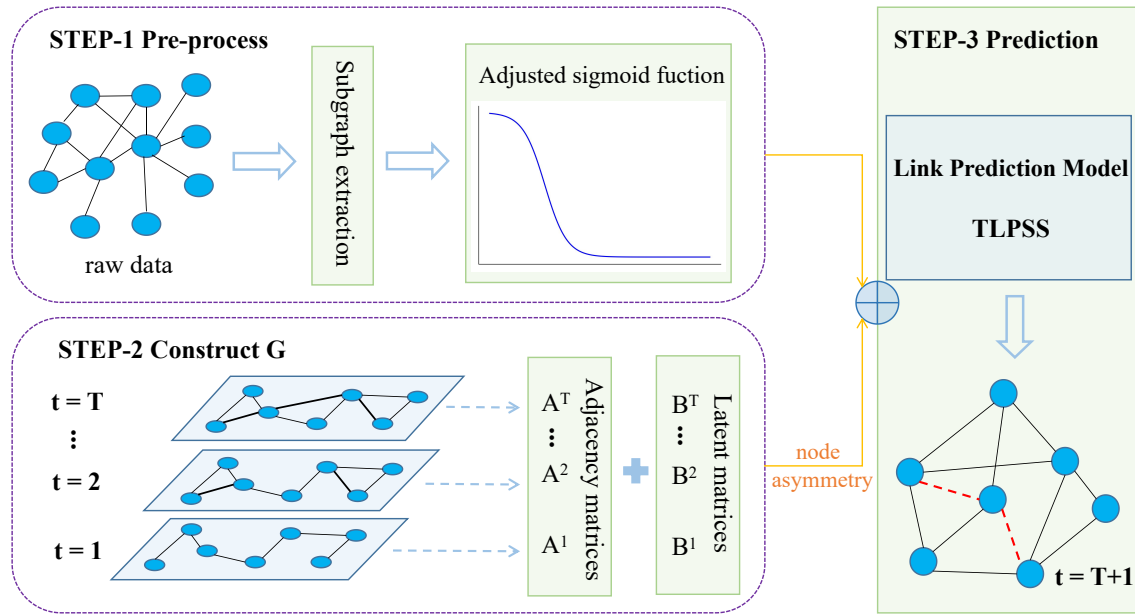 STEP-1 Pre-process
raw data
Subgraph extraction
Adjusted sigmoid fuction
STEP-2 Construct G
t = T
⋮
t = 2
t = 1
A^T
⋮
A^2
A^1
Adjacency matrices
B^T
⋮
B^2
B^1
Latent matrices
node
asymmetry
STEP-3 Prediction
Link Prediction Model
TLPSS
t = T+1